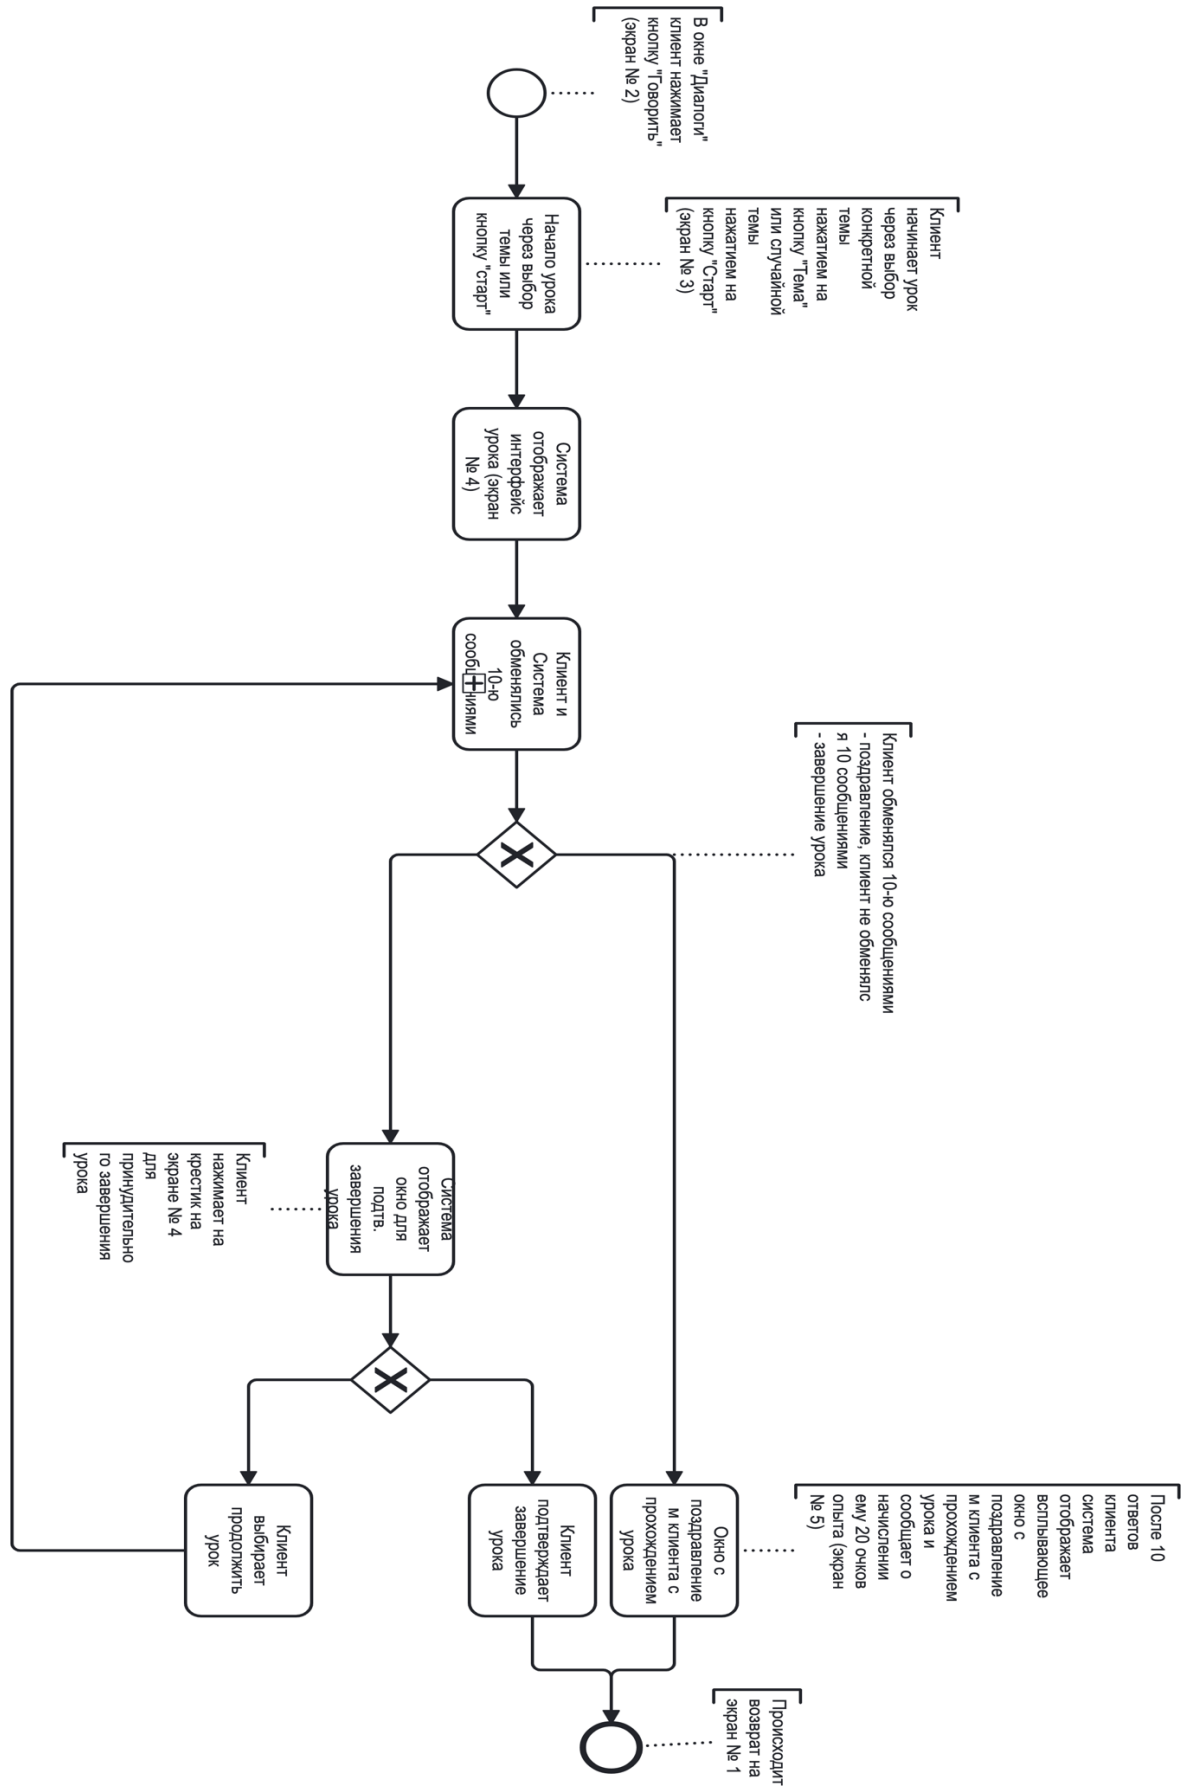 В окне "Диалоги"
клиент нажимает
кнопку "Говорить"
(экран № 2)
Клиент
начинает урок
через выбор
конкретной
темы
нажатием на
кнопку "Тема"
или случайной
темы
нажатием на
кнопку "Старт"
(экран № 3)
Начало урока
через выбор
темы или
кнопку "старт"
Система
отображает
интерфейс
урока (экран
№ 4)
Клиент и
Система
обменялись
10-ю
сообщениями
Клиент обменялся 10-ю сообщениями
- поздравление, клиент не обменялс
я 10 сообщениями
- завершение урока
Клиент
нажимает на
крестик на
экране № 4
для
принудительно
го завершения
урока
Система
отображает
окно для
подтв.
завершения
урока
После 10
ответов
клиента
система
отображает
всплывающее
окно с
поздравление
м клиента с
прохождением
урока и
сообщает о
начислении
ему 20 очков
опыта (экран
№ 5)
Окно с
поздравление
м клиента с
прохождением
урока
Клиент
подтверждает
завершение
урока
Клиент
выбирает
продолжить
урок
Происходит
возврат на
экран № 1